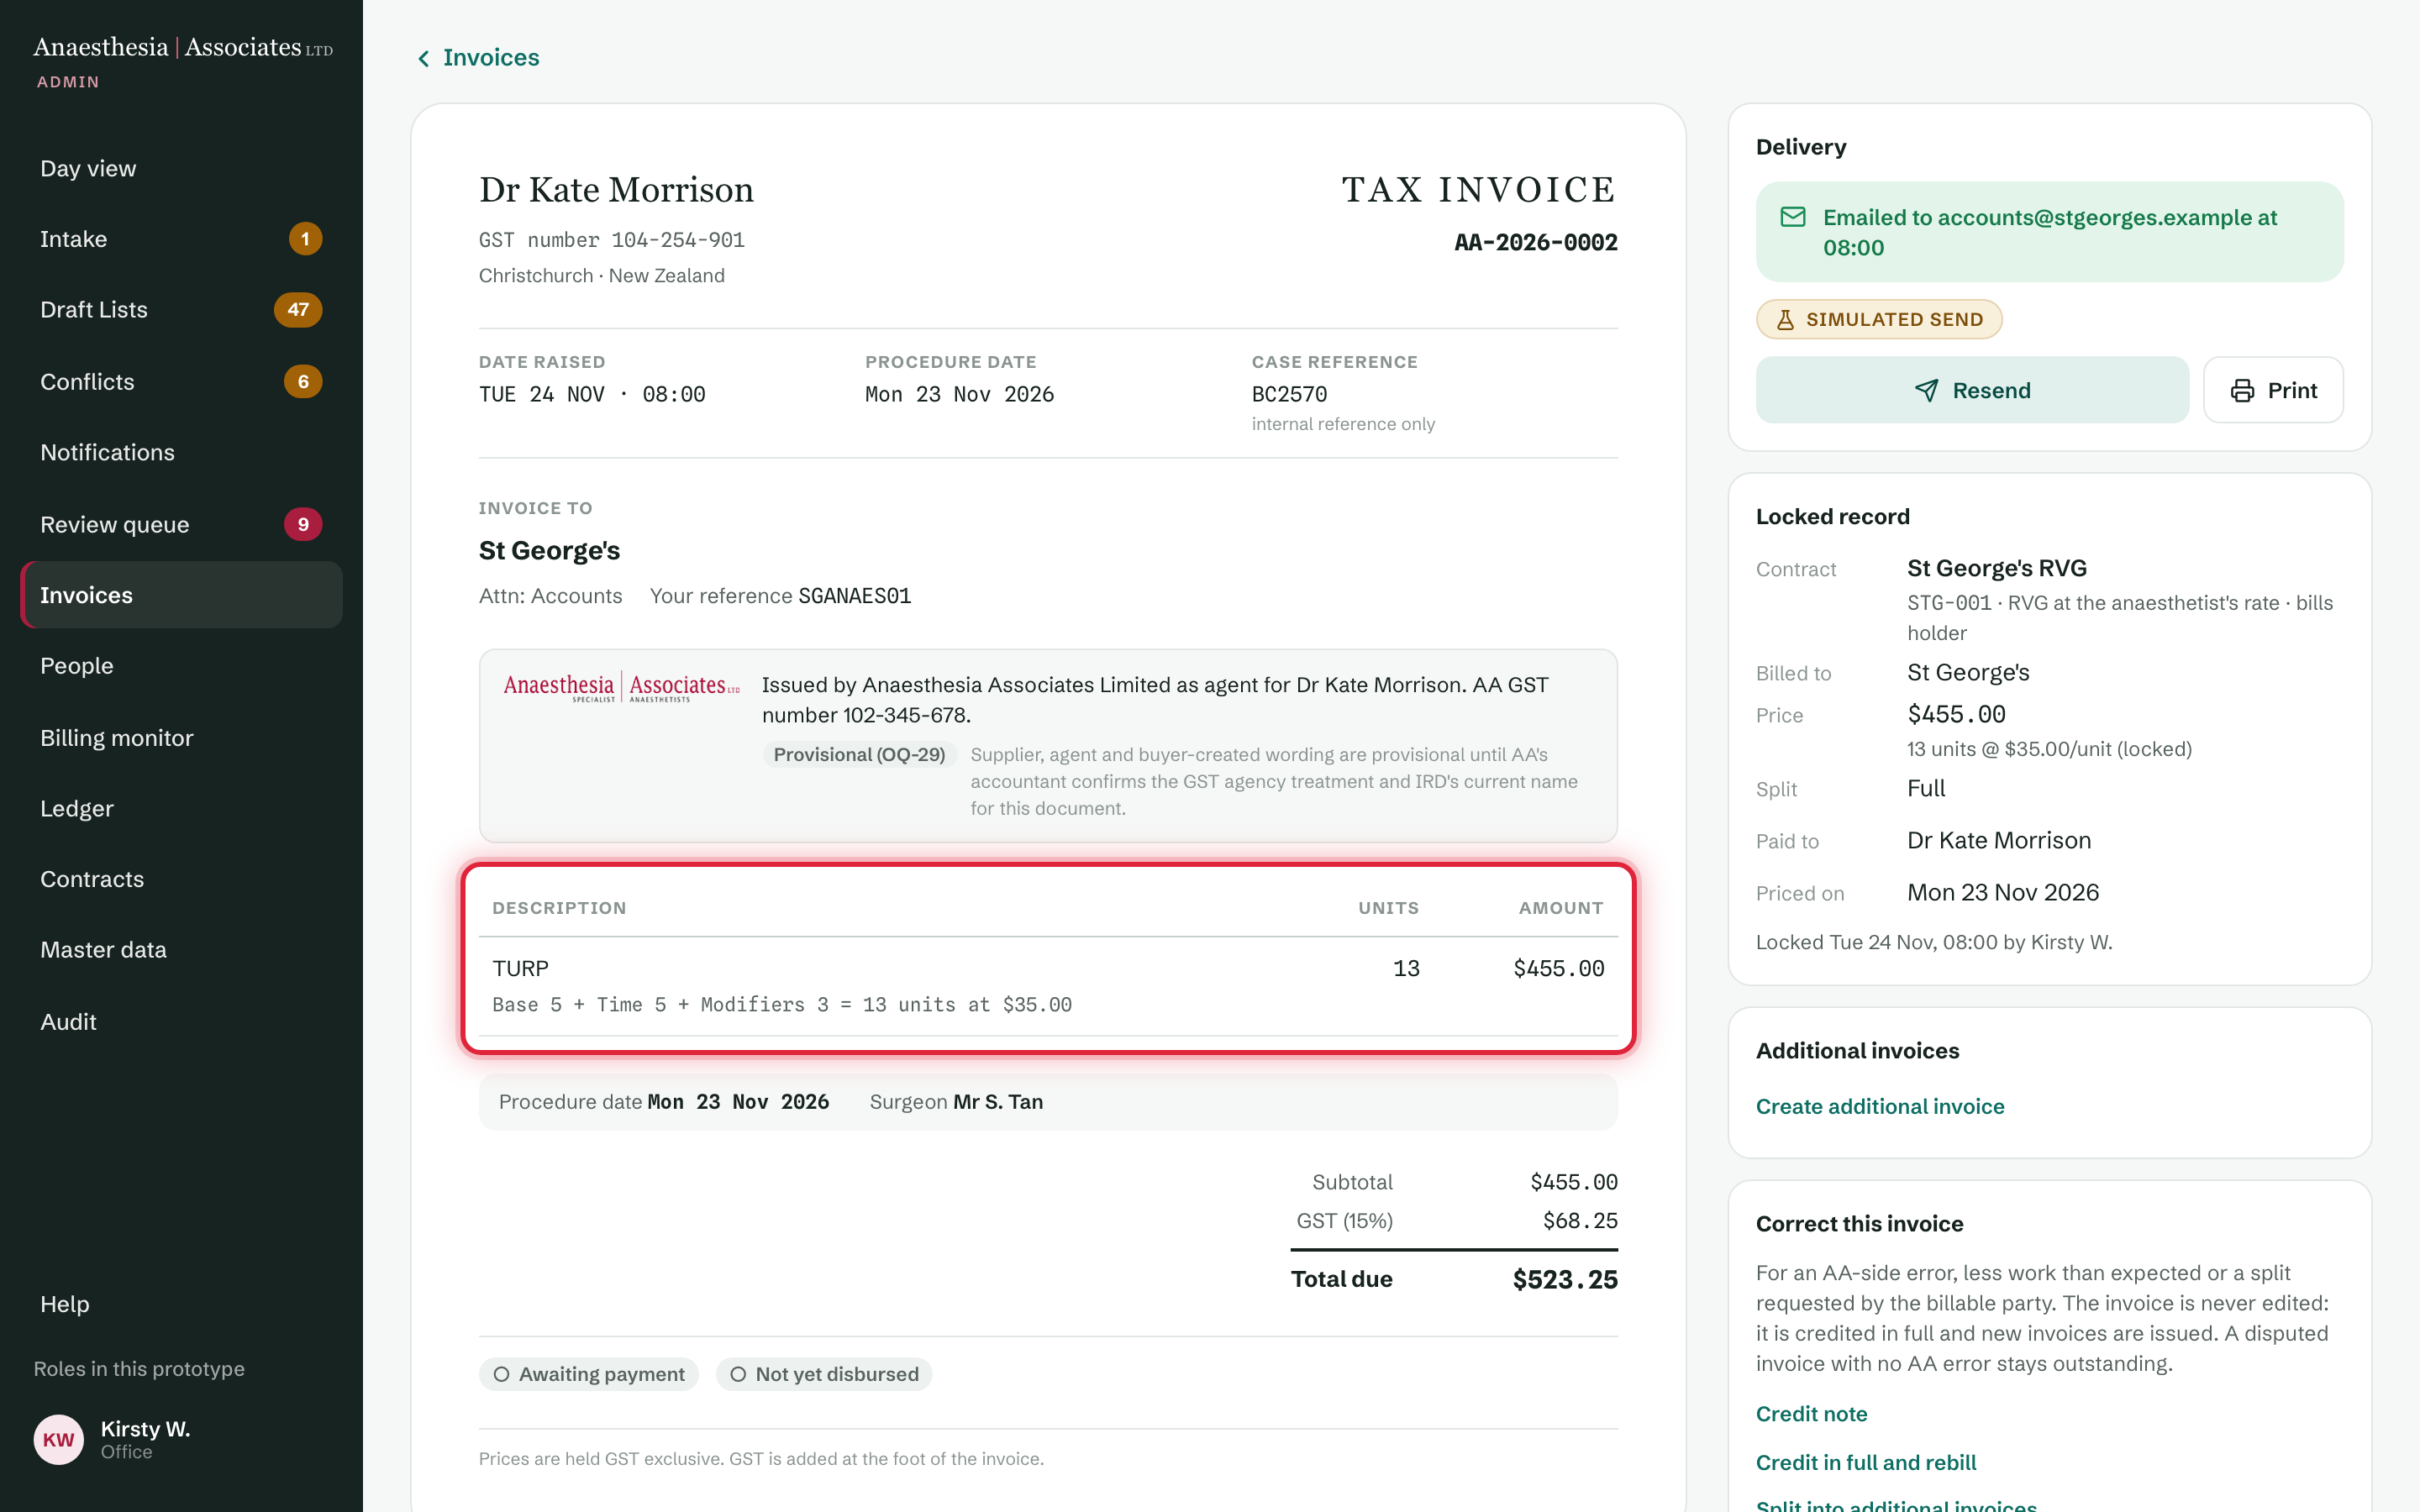 Anaesthesia | Associates LTD
ADMIN
Day view
Intake 1
Draft Lists 47
Conflicts 6
Notifications
Review queue 9
Invoices
People
Billing monitor
Ledger
Contracts
Master data
Audit
Help
Roles in this prototype
KW
Kirsty W.
Office
Invoices
Dr Kate Morrison
GST number 104-254-901
Christchurch · New Zealand
TAX INVOICE
AA-2026-0002
DATE RAISED
TUE 24 NOV · 08:00
PROCEDURE DATE
Mon 23 Nov 2026
CASE REFERENCE
BC2570
internal reference only
INVOICE TO
St George's
Attn: Accounts Your reference SGANAES01
Anaesthesia | Associates LTD
SPECIALIST ANAESTHETISTS
Issued by Anaesthesia Associates Limited as agent for Dr Kate Morrison. AA GST
number 102-345-678.
Provisional (OQ-29)
Supplier, agent and buyer-created wording are provisional until AA's
accountant confirms the GST agency treatment and IRD's current name
for this document.
DESCRIPTION UNITS AMOUNT
TURP 13 $455.00
Base 5 + Time 5 + Modifiers 3 = 13 units at $35.00
Procedure date Mon 23 Nov 2026 Surgeon Mr S. Tan
Subtotal $455.00
GST (15%) $68.25
Total due $523.25
Awaiting payment Not yet disbursed
Prices are held GST exclusive. GST is added at the foot of the invoice.
Delivery
Emailed to accounts@stgeorges.example at
08:00
SIMULATED SEND
Resend Print
Locked record
Contract St George's RVG
STG-001 · RVG at the anaesthetist's rate · bills
holder
Billed to St George's
Price $455.00
13 units @ $35.00/unit (locked)
Split Full
Paid to Dr Kate Morrison
Priced on Mon 23 Nov 2026
Locked Tue 24 Nov, 08:00 by Kirsty W.
Additional invoices
Create additional invoice
Correct this invoice
For an AA-side error, less work than expected or a split
requested by the billable party. The invoice is never edited:
it is credited in full and new invoices are issued. A disputed
invoice with no AA error stays outstanding.
Credit note
Credit in full and rebill
Split into additional invoices